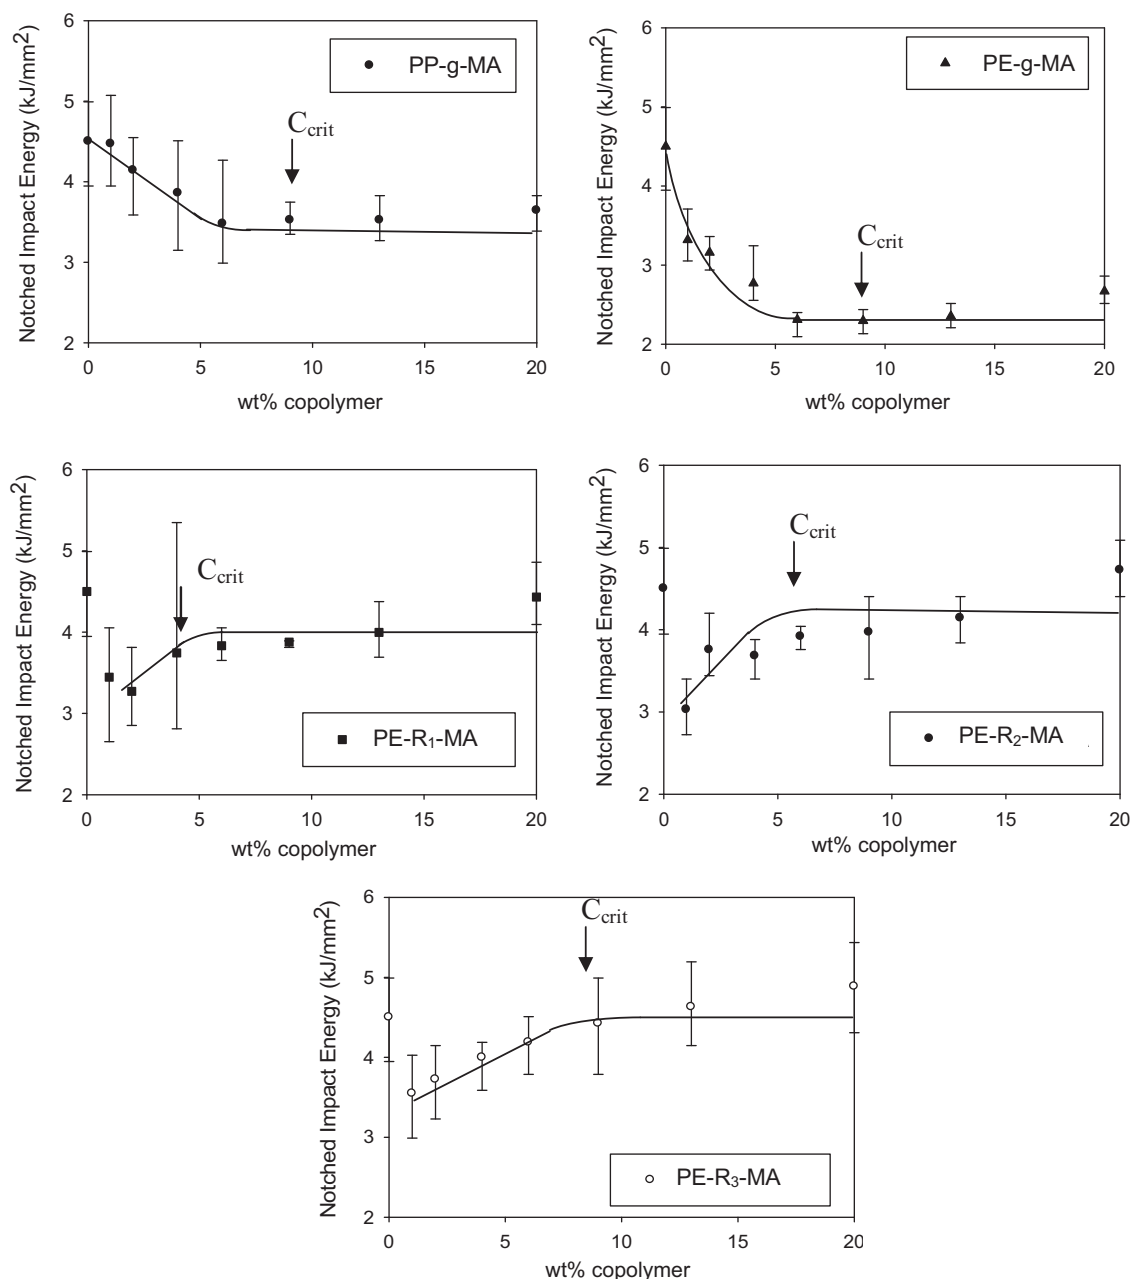 6
5
4
3
2
Notched Impact Energy (kJ/mm2)
PP-g-MA
Ccrit
0 5 10 15 20
wt% copolymer
6
5
4
3
2
Notched Impact Energy (kJ/mm2)
PE-g-MA
Ccrit
0 5 10 15 20
wt% copolymer
6
5
4
3
2
Notched Impact Energy (kJ/mm2)
Ccrit
PE-R1-MA
0 5 10 15 20
wt% copolymer
6
5
4
3
2
Notched Impact Energy (kJ/mm2)
Ccrit
PE-R2-MA
0 5 10 15 20
wt% copolymer
6
5
4
3
2
Notched Impact Energy (kJ/mm2)
Ccrit
PE-R3-MA
0 5 10 15 20
wt% copolymer